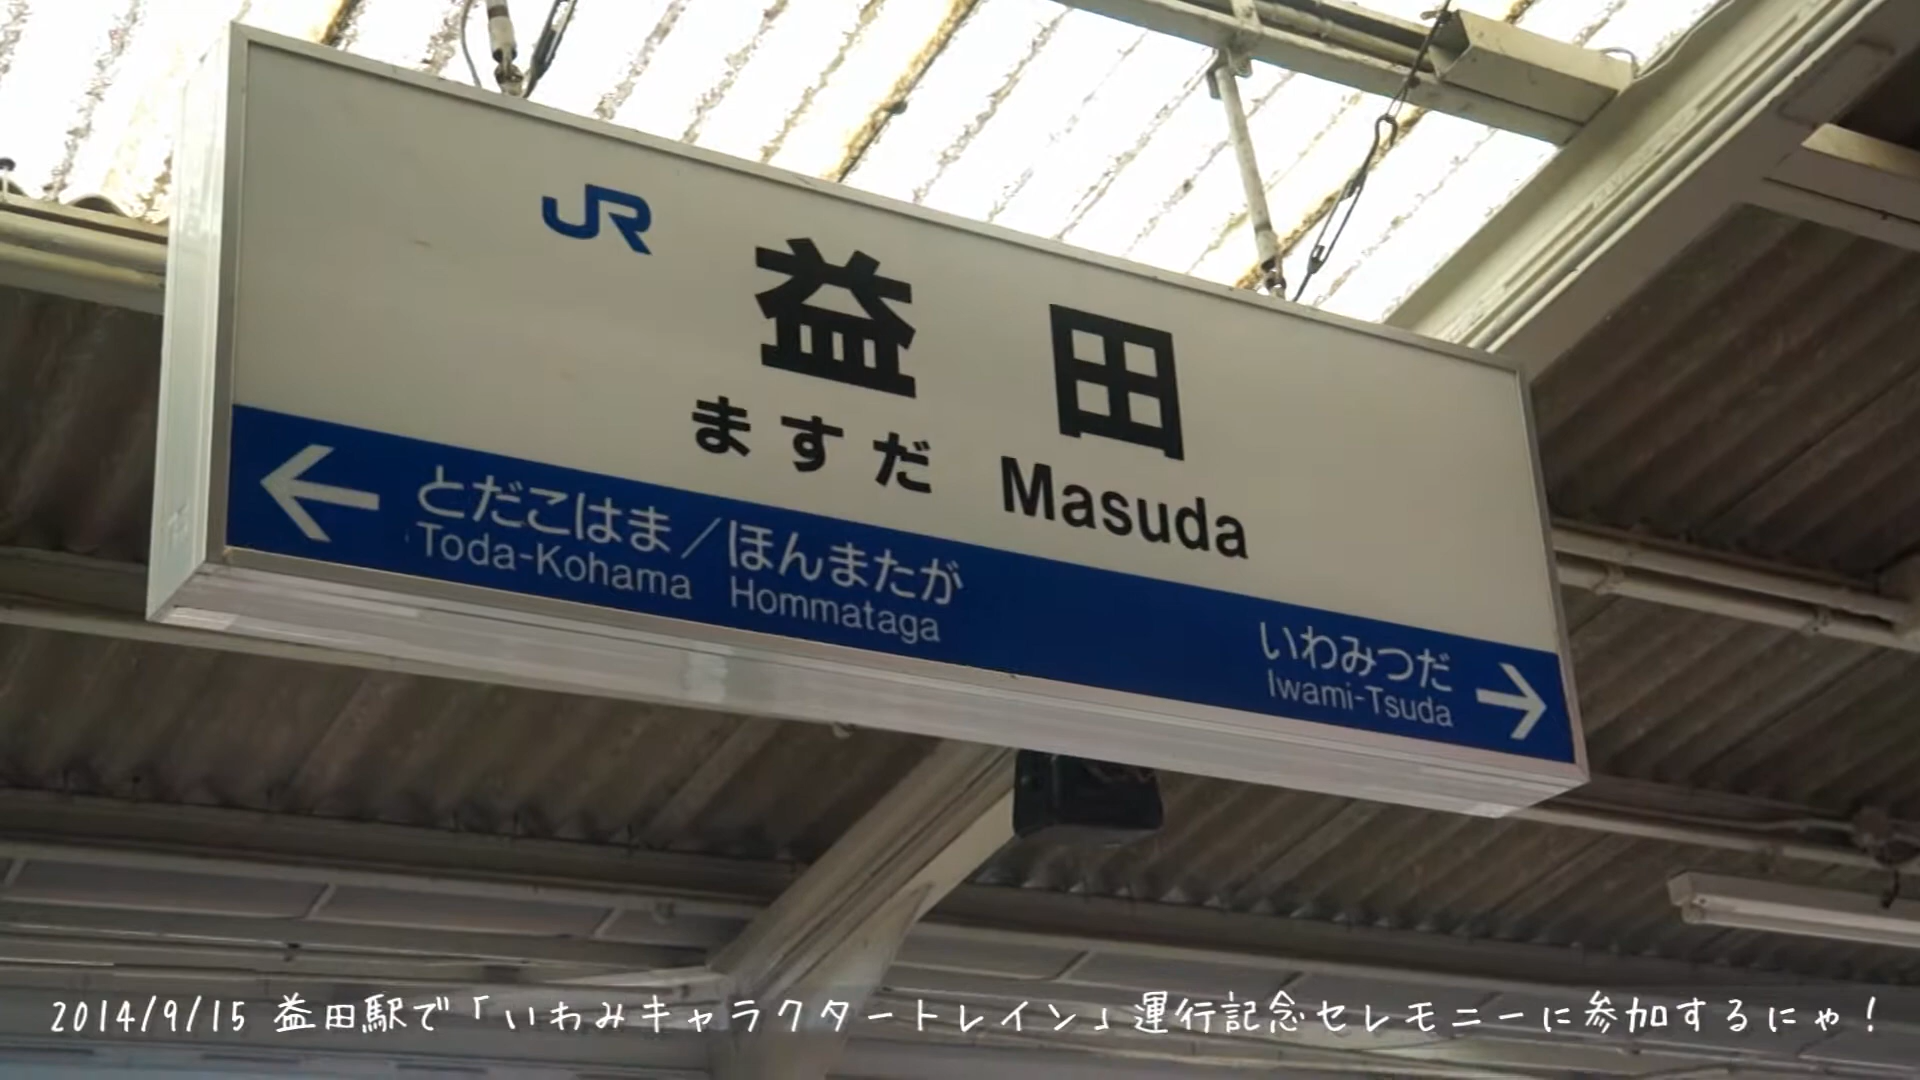 JR
益田
ますだ Masuda
← とだこはま／ほんまたが
Toda-Kohama Hommataga
いわみつだ →
Iwami-Tsuda
2014/9/15 益田駅で「いわみキャラクタートレイン」運行記念セレモニーに参加するにゃ！